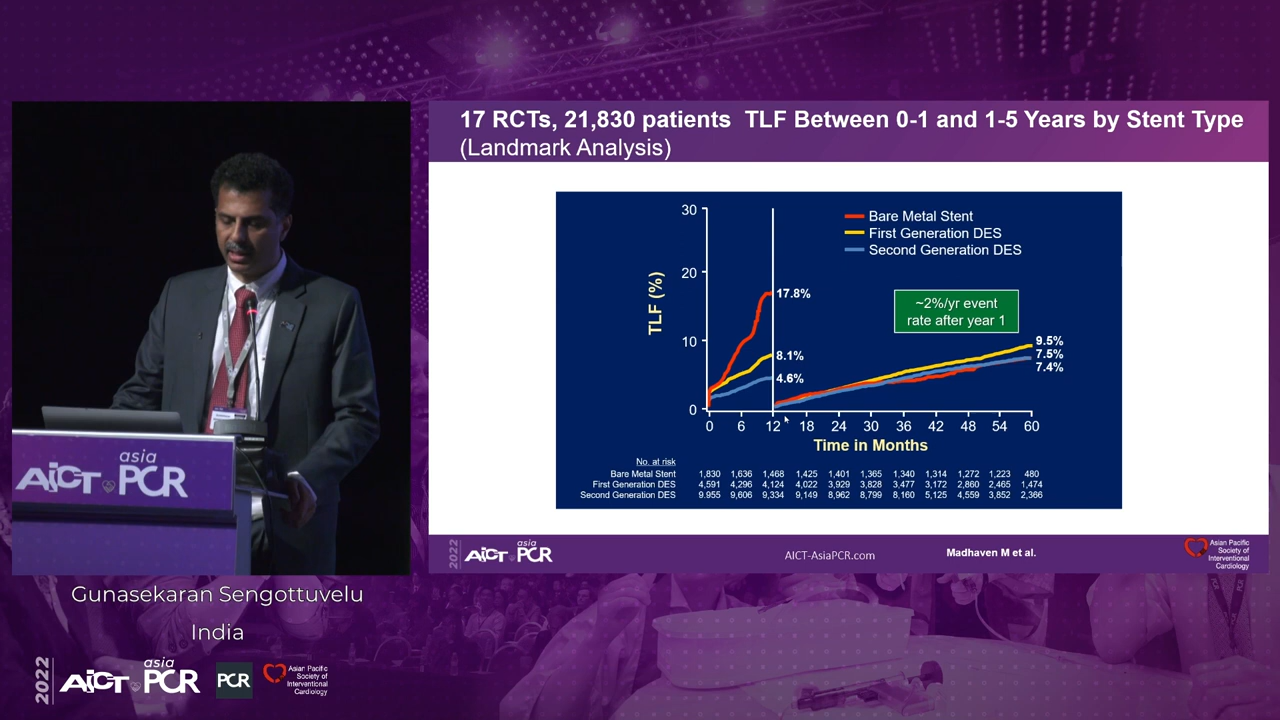 17 RCTs, 21,830 patients TLF Between 0-1 and 1-5 Years by Stent Type
(Landmark Analysis)
Bare Metal Stent
First Generation DES
Second Generation DES
TLF (%)
30
20
10
0
17.8%
8.1%
4.6%
~2%/yr event
rate after year 1
9.5%
7.5%
7.4%
0 6 12 18 24 30 36 42 48 54 60
Time in Months
No. at risk
Bare Metal Stent 1,830 1,636 1,468 1,425 1,401 1,365 1,340 1,314 1,272 1,223 480
First Generation DES 4,591 4,296 4,124 4,022 3,929 3,828 3,477 3,172 2,860 2,465 1,474
Second Generation DES 9.955 9,606 9,334 9,149 8,962 8,799 8,160 5,125 4,559 3,852 2,366
2022 AICT asia PCR
AICT-AsiaPCR.com
Madhaven M et al.
Asian Pacific
Society of
Interventional
Cardiology
AICT asia PCR
Gunasekaran Sengottuvelu
India
2022 AICT asia PCR
PCR
Asian Pacific
Society of
Interventional
Cardiology